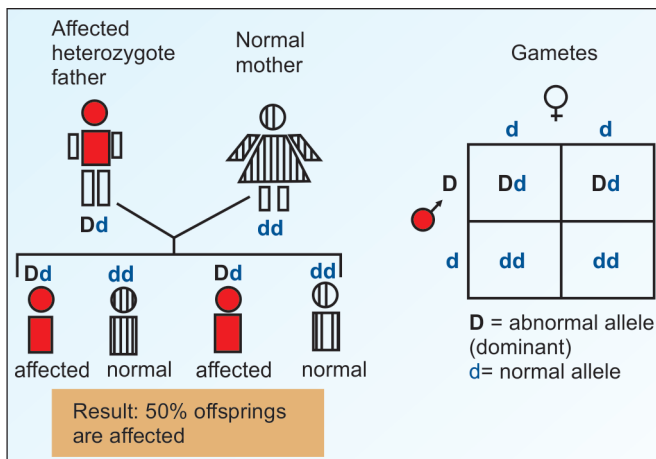 Affected
heterozygote
father
Normal
mother
Dd
dd
Dd
dd
Dd
dd
affected
normal
affected
normal
Result: 50% offsprings
are affected
Gametes
♀
d
d
D
Dd
Dd
d
dd
dd
D = abnormal allele
(dominant)
d= normal allele